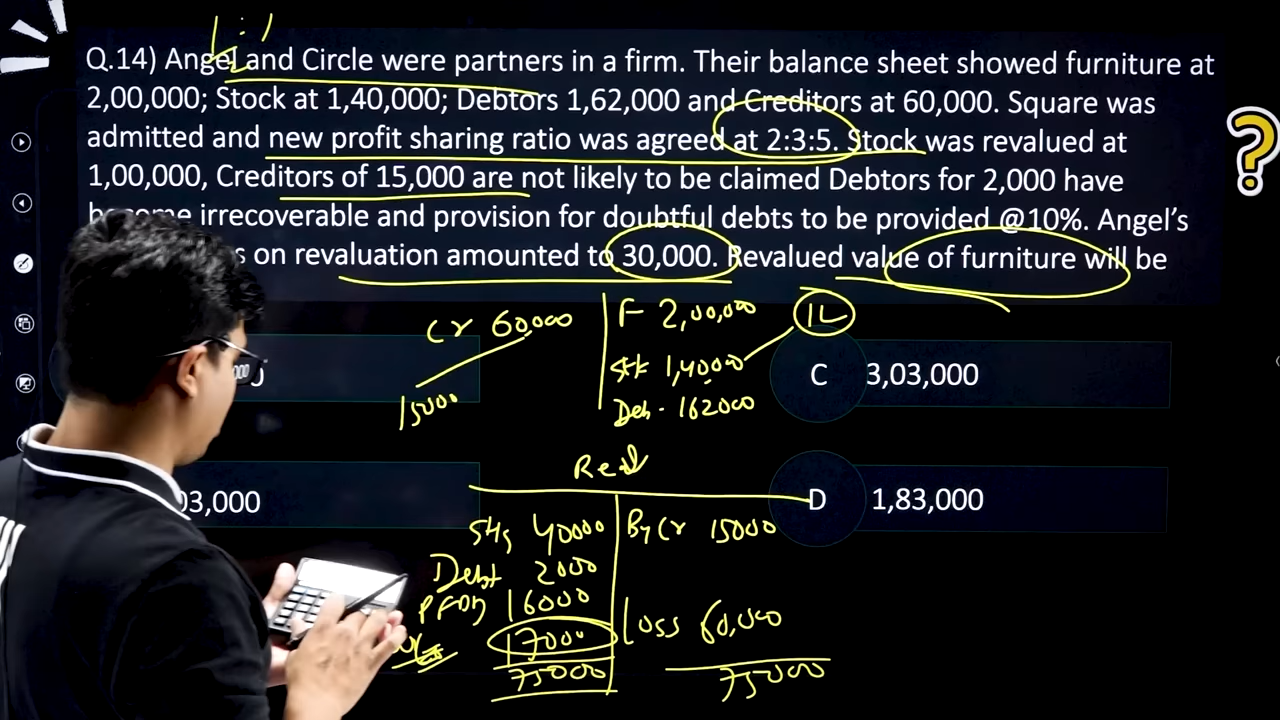 1:1
Q.14) Angel and Circle were partners in a firm. Their balance sheet showed furniture at
2,00,000; Stock at 1,40,000; Debtors 1,62,000 and Creditors at 60,000. Square was
admitted and new profit sharing ratio was agreed at 2:3:5. Stock was revalued at
1,00,000, Creditors of 15,000 are not likely to be claimed Debtors for 2,000 have
become irrecoverable and provision for doubtful debts to be provided @10%. Angel's
s on revaluation amounted to 30,000. Revalued value of furniture will be
Cr 60,000
15000
F 2,00,000
1L
Stk 1,40000
Deb - 162000
C 3,03,000
03,000
D 1,83,000
Stk 40000
By Cr 15000
Debt 2000
PFDD 16000
Loss 60,000
17000
75000
75000